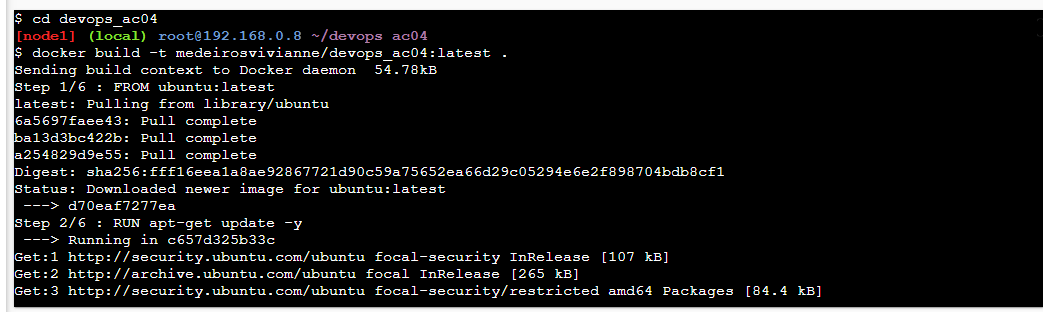 $ cd devops_ac04
[node1] (local) root@192.168.0.8 ~/devops_ac04
$ docker build -t medeirosvivianne/devops_ac04:latest .
Sending build context to Docker daemon  54.78kB
Step 1/6 : FROM ubuntu:latest
latest: Pulling from library/ubuntu
6a5697faee43: Pull complete
ba13d3bc422b: Pull complete
a254829d9e55: Pull complete
Digest: sha256:fff16eea1a8ae92867721d90c59a75652ea66d29c05294e6e2f898704bdb8cf1
Status: Downloaded newer image for ubuntu:latest
 ---> d70eaf7277ea
Step 2/6 : RUN apt-get update -y
 ---> Running in c657d325b33c
Get:1 http://security.ubuntu.com/ubuntu focal-security InRelease [107 kB]
Get:2 http://archive.ubuntu.com/ubuntu focal InRelease [265 kB]
Get:3 http://security.ubuntu.com/ubuntu focal-security/restricted amd64 Packages [84.4 kB]